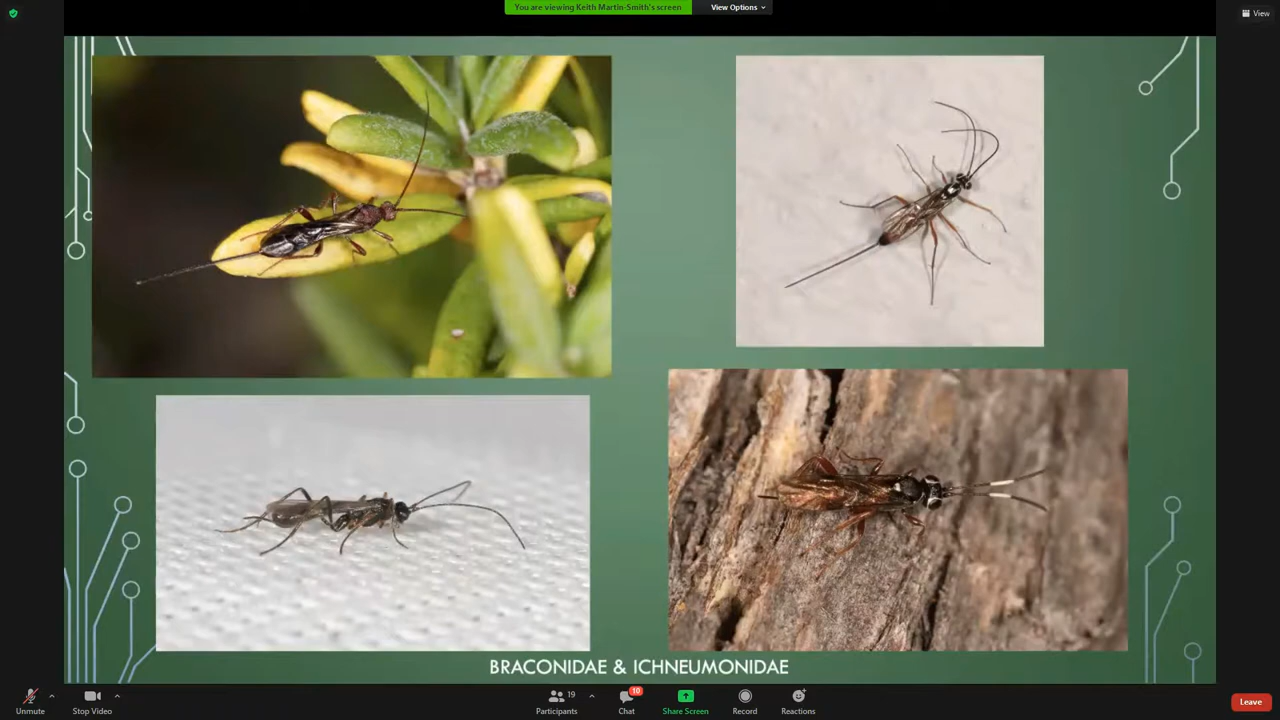 You are viewing Keith Martin-Smith's screen
View Options
View
BRACONIDAE & ICHNEUMONIDAE
Unmute
Stop Video
Participants
19
Chat
10
Share Screen
Record
Reactions
Leave